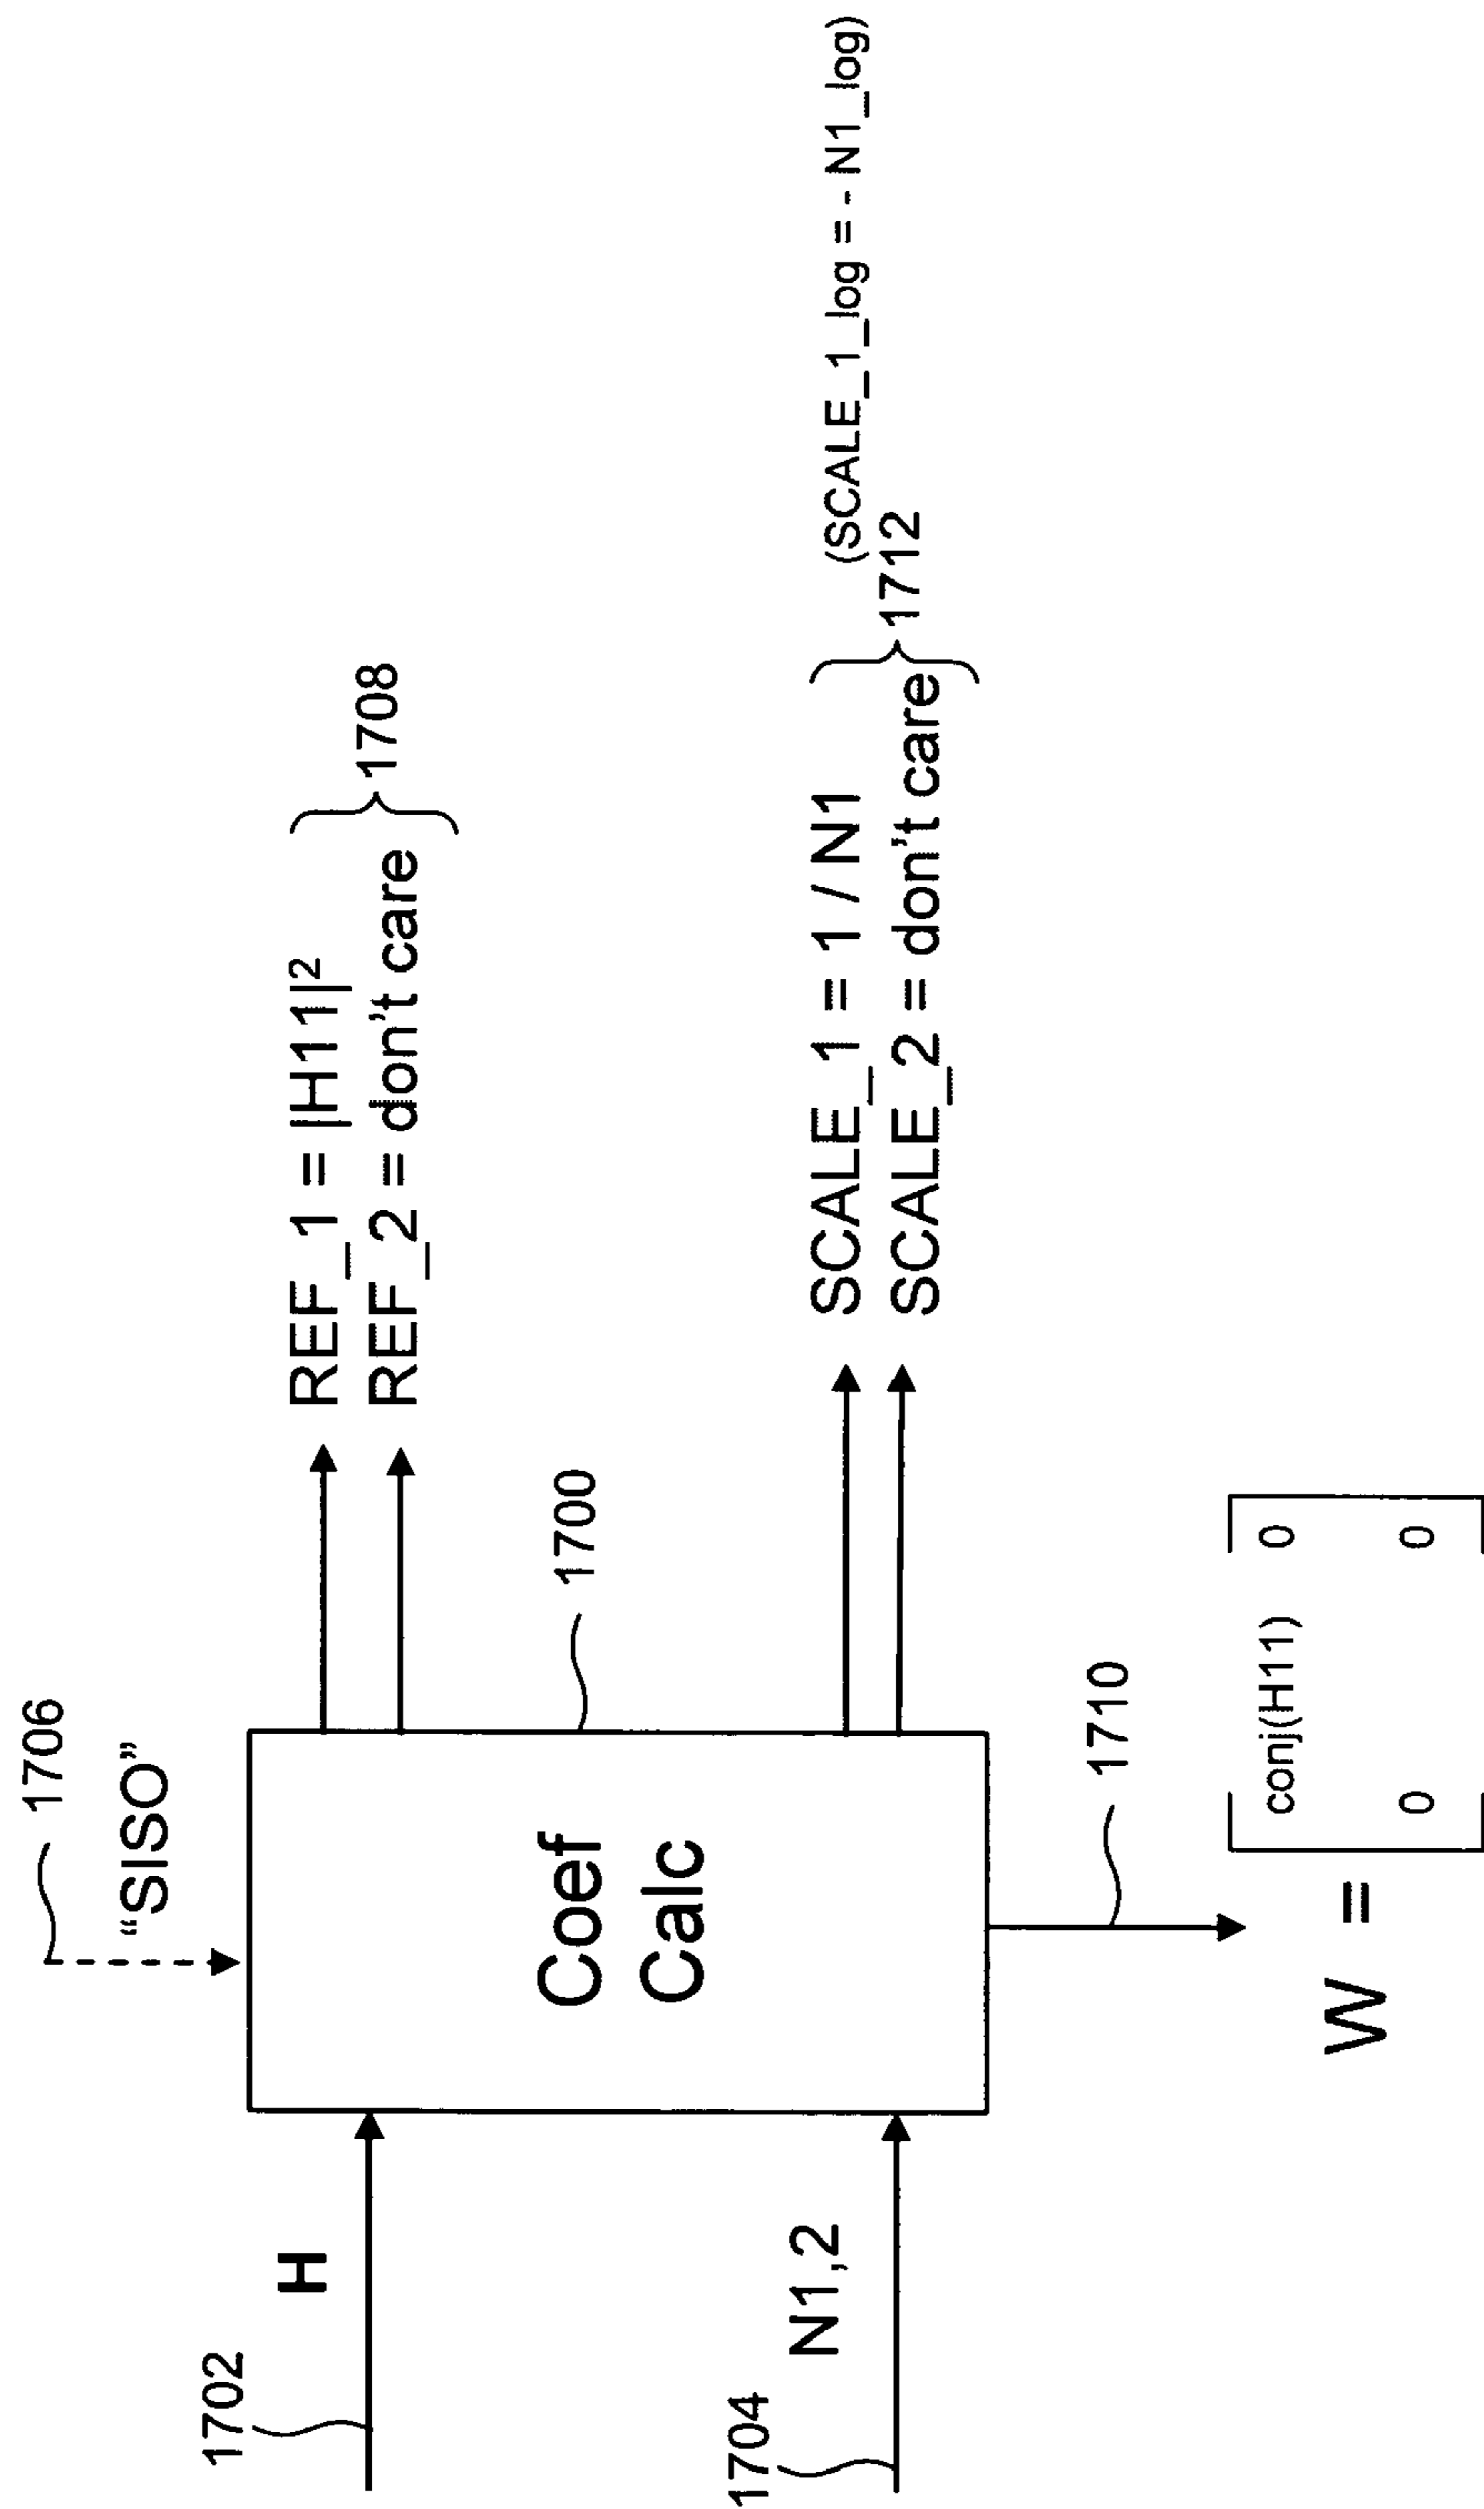 1706
"SISO"
1702
H
1704
N1,2
Coef
Calc
1700
REF_1 = |H11|²
REF_2 = don't care
1708
SCALE_1 = 1 / N1
SCALE_2 = don't care
1712
(SCALE_1_log = - N1_log)
1710
W =
conj(H11) 0
0 0